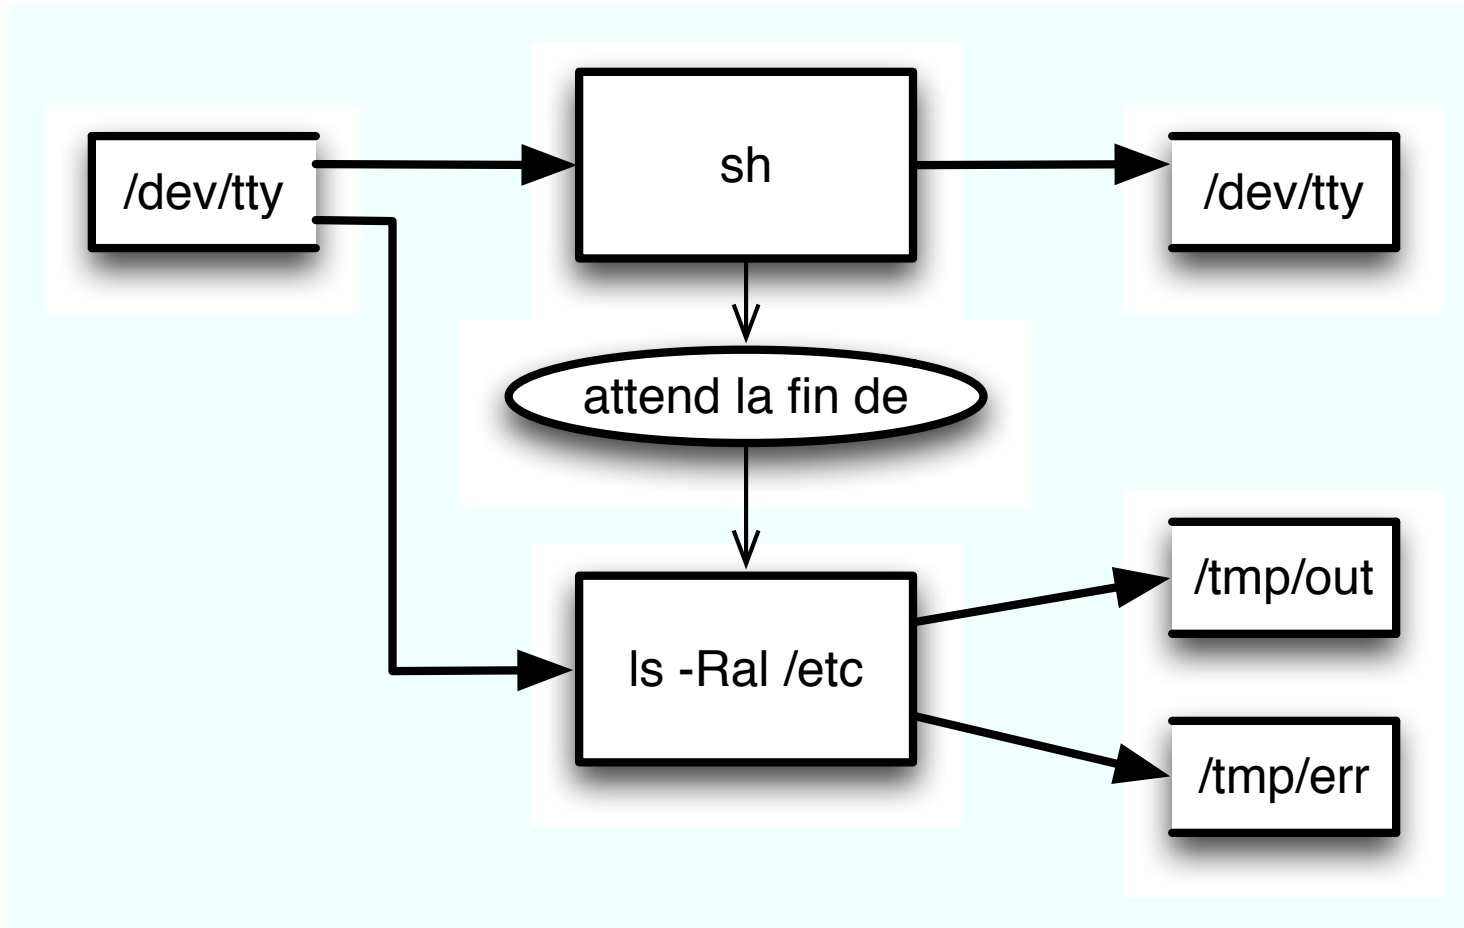 /dev/tty
sh
/dev/tty
attend la fin de
ls -Ral /etc
/tmp/out
/tmp/err